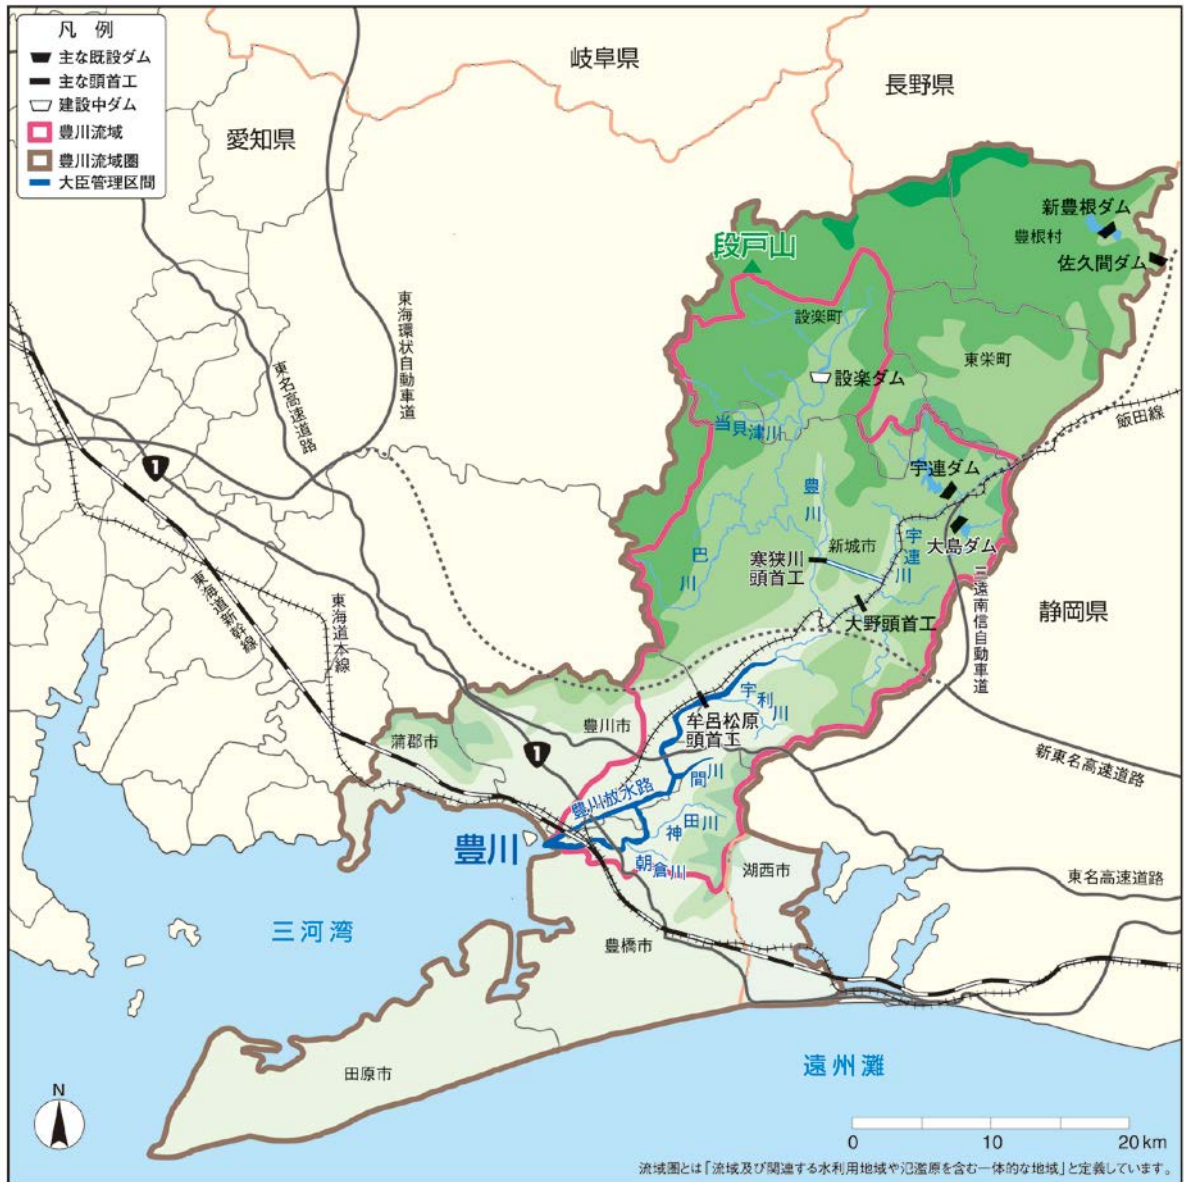 凡 例
主な既設ダム
主な頭首工
建設中ダム
豊川流域
豊川流域圏
大臣管理区間
岐阜県
長野県
愛知県
静岡県
新豊根ダム
豊根村
佐久間ダム
段戸山
設楽町
東栄町
設楽ダム
東海環状自動車道
東名高速道路
飯田線
当貝津川
宇連ダム
豊川
大島ダム
新城市
宇連川
巴川
寒狭川
頭首工
大野頭首工
三遠南信自動車道
1
東海道新幹線
東海道本線
宇利川
牟呂松原
頭首工
豊川市
蒲郡市
1
新東名高速道路
間川
豊川放水路
神田川
豊川
朝倉川
湖西市
東名高速道路
三河湾
豊橋市
遠州灘
田原市
N
0 10 20km
流域圏とは「流域及び関連する水利用地域や氾濫原を含む一体的な地域」と定義しています。